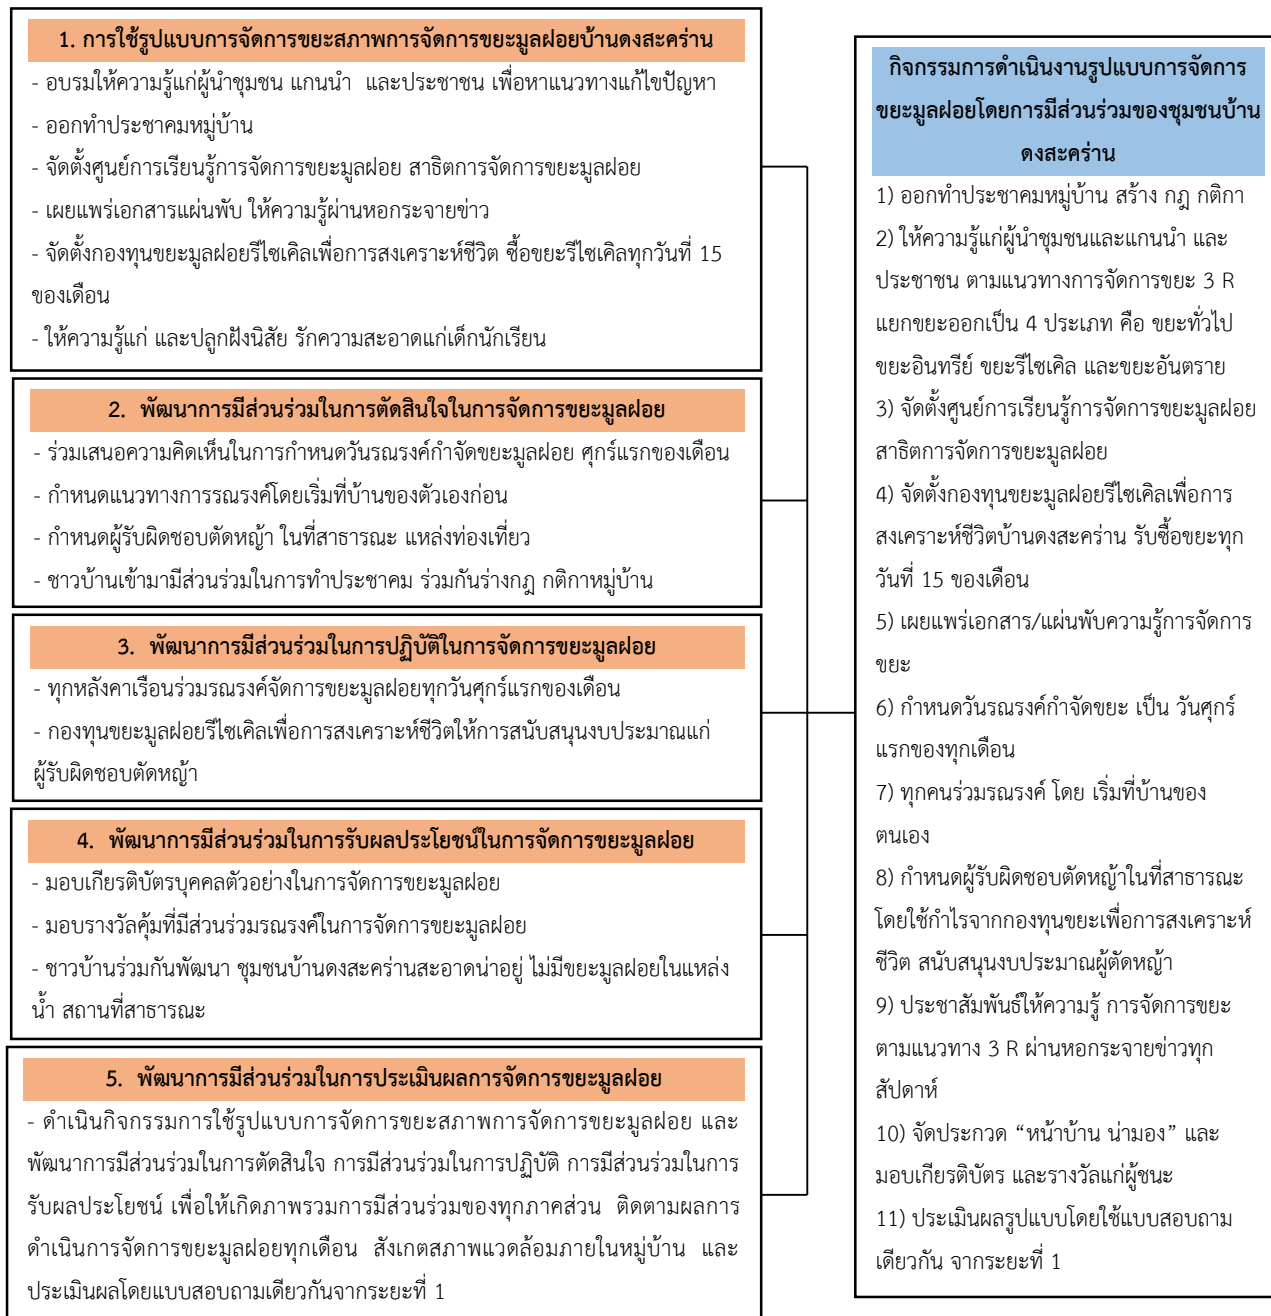 1. การใช้รูปแบบการจัดการขยะสภาพการจัดการขยะมูลฝอยบ้านดงสะคร่าน
- อบรมให้ความรู้แก่ผู้นำชุมชน แกนนำ และประชาชน เพื่อหาแนวทางแก้ไขปัญหา
- ออกทำประชาคมหมู่บ้าน
- จัดตั้งศูนย์การเรียนรู้การจัดการขยะมูลฝอย สาธิตการจัดการขยะมูลฝอย
- เผยแพร่เอกสารแผ่นพับ ให้ความรู้ผ่านหอกระจายข่าว
- จัดตั้งกองทุนขยะมูลฝอยรีไซเคิลเพื่อการสงเคราะห์ชีวิต ซื้อขยะรีไซเคิลทุกวันที่ 15
ของเดือน
- ให้ความรู้แก่ และปลูกฝังนิสัย รักความสะอาดแก่เด็กนักเรียน
2. พัฒนาการมีส่วนร่วมในการตัดสินใจในการจัดการขยะมูลฝอย
- ร่วมเสนอความคิดเห็นในการกำหนดวันรณรงค์กำจัดขยะมูลฝอย ศุกร์แรกของเดือน
- กำหนดแนวทางการรณรงค์โดยเริ่มที่บ้านของตัวเองก่อน
- กำหนดผู้รับผิดชอบตัดหญ้า ในที่สาธารณะ แหล่งท่องเที่ยว
- ชาวบ้านเข้ามามีส่วนร่วมในการทำประชาคม ร่วมกันร่างกฎ กติกาหมู่บ้าน
3. พัฒนาการมีส่วนร่วมในการปฏิบัติในการจัดการขยะมูลฝอย
- ทุกหลังคาเรือนร่วมรณรงค์จัดการขยะมูลฝอยทุกวันศุกร์แรกของเดือน
- กองทุนขยะมูลฝอยรีไซเคิลเพื่อการสงเคราะห์ชีวิตให้การสนับสนุนงบประมาณแก่
ผู้รับผิดชอบตัดหญ้า
4. พัฒนาการมีส่วนร่วมในการรับผลประโยชน์ในการจัดการขยะมูลฝอย
- มอบเกียรติบัตรบุคคลตัวอย่างในการจัดการขยะมูลฝอย
- มอบรางวัลคุ้มที่มีส่วนร่วมรณรงค์ในการจัดการขยะมูลฝอย
- ชาวบ้านร่วมกันพัฒนา ชุมชนบ้านดงสะคร่านสะอาดน่าอยู่ ไม่มีขยะมูลฝอยในแหล่ง
น้ำ สถานที่สาธารณะ
5. พัฒนาการมีส่วนร่วมในการประเมินผลการจัดการขยะมูลฝอย
- ดำเนินกิจกรรมการใช้รูปแบบการจัดการขยะสภาพการจัดการขยะมูลฝอย และ
พัฒนาการมีส่วนร่วมในการตัดสินใจ การมีส่วนร่วมในการปฏิบัติ การมีส่วนร่วมในการ
รับผลประโยชน์ เพื่อให้เกิดภาพรวมการมีส่วนร่วมของทุกภาคส่วน ติดตามผลการ
ดำเนินการจัดการขยะมูลฝอยทุกเดือน สังเกตสภาพแวดล้อมภายในหมู่บ้าน และ
ประเมินผลโดยแบบสอบถามเดียวกันจากระยะที่ 1
กิจกรรมการดำเนินงานรูปแบบการจัดการ
ขยะมูลฝอยโดยการมีส่วนร่วมของชุมชนบ้าน
ดงสะคร่าน
1) ออกทำประชาคมหมู่บ้าน สร้าง กฎ กติกา
2) ให้ความรู้แก่ผู้นำชุมชนและแกนนำ และ
ประชาชน ตามแนวทางการจัดการขยะ 3 R
แยกขยะออกเป็น 4 ประเภท คือ ขยะทั่วไป
ขยะอินทรีย์ ขยะรีไซเคิล และขยะอันตราย
3) จัดตั้งศูนย์การเรียนรู้การจัดการขยะมูลฝอย
สาธิตการจัดการขยะมูลฝอย
4) จัดตั้งกองทุนขยะมูลฝอยรีไซเคิลเพื่อการ
สงเคราะห์ชีวิตบ้านดงสะคร่าน รับซื้อขยะทุก
วันที่ 15 ของเดือน
5) เผยแพร่เอกสาร/แผ่นพับความรู้การจัดการ
ขยะ
6) กำหนดวันรณรงค์กำจัดขยะ เป็น วันศุกร์
แรกของทุกเดือน
7) ทุกคนร่วมรณรงค์ โดย เริ่มที่บ้านของ
ตนเอง
8) กำหนดผู้รับผิดชอบตัดหญ้าในที่สาธารณะ
โดยใช้กำไรจากกองทุนขยะเพื่อการสงเคราะห์
ชีวิต สนับสนุนงบประมาณผู้ตัดหญ้า
9) ประชาสัมพันธ์ให้ความรู้ การจัดการขยะ
ตามแนวทาง 3 R ผ่านหอกระจายข่าวทุก
สัปดาห์
10) จัดประกวด “หน้าบ้าน น่ามอง” และ
มอบเกียรติบัตร และรางวัลแก่ผู้ชนะ
11) ประเมินผลรูปแบบโดยใช้แบบสอบถาม
เดียวกัน จากระยะที่ 1